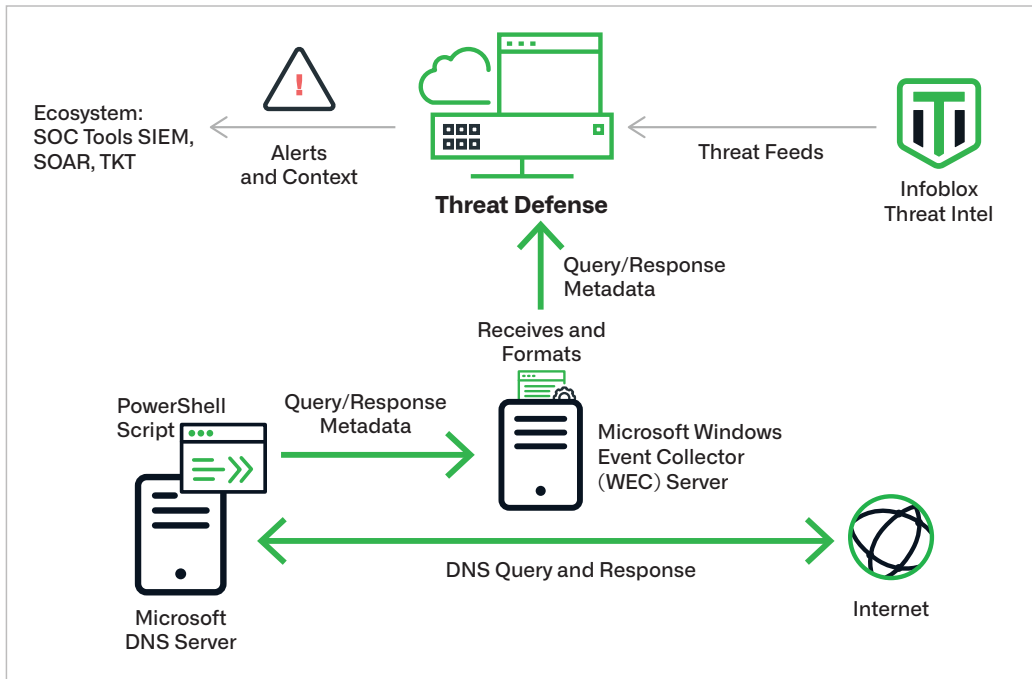 Ecosystem:
SOC Tools SIEM,
SOAR, TKT
!
Alerts
and Context
Threat Defense
Threat Feeds
Infoblox
Threat Intel
Query/Response
Metadata
Receives and
Formats
PowerShell
Script
Query/Response
Metadata
Microsoft Windows
Event Collector
(WEC) Server
DNS Query and Response
Microsoft
DNS Server
Internet